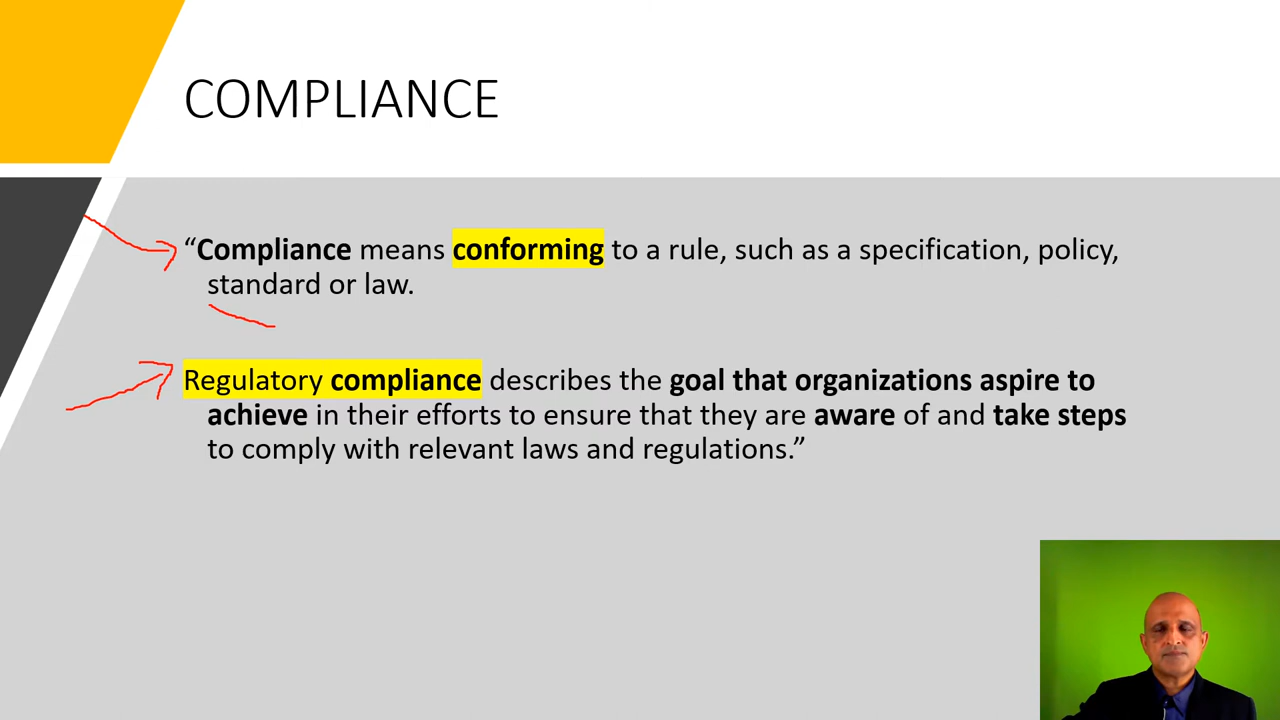 COMPLIANCE
“Compliance means conforming to a rule, such as a specification, policy,
standard or law.
Regulatory compliance describes the goal that organizations aspire to
achieve in their efforts to ensure that they are aware of and take steps
to comply with relevant laws and regulations.”